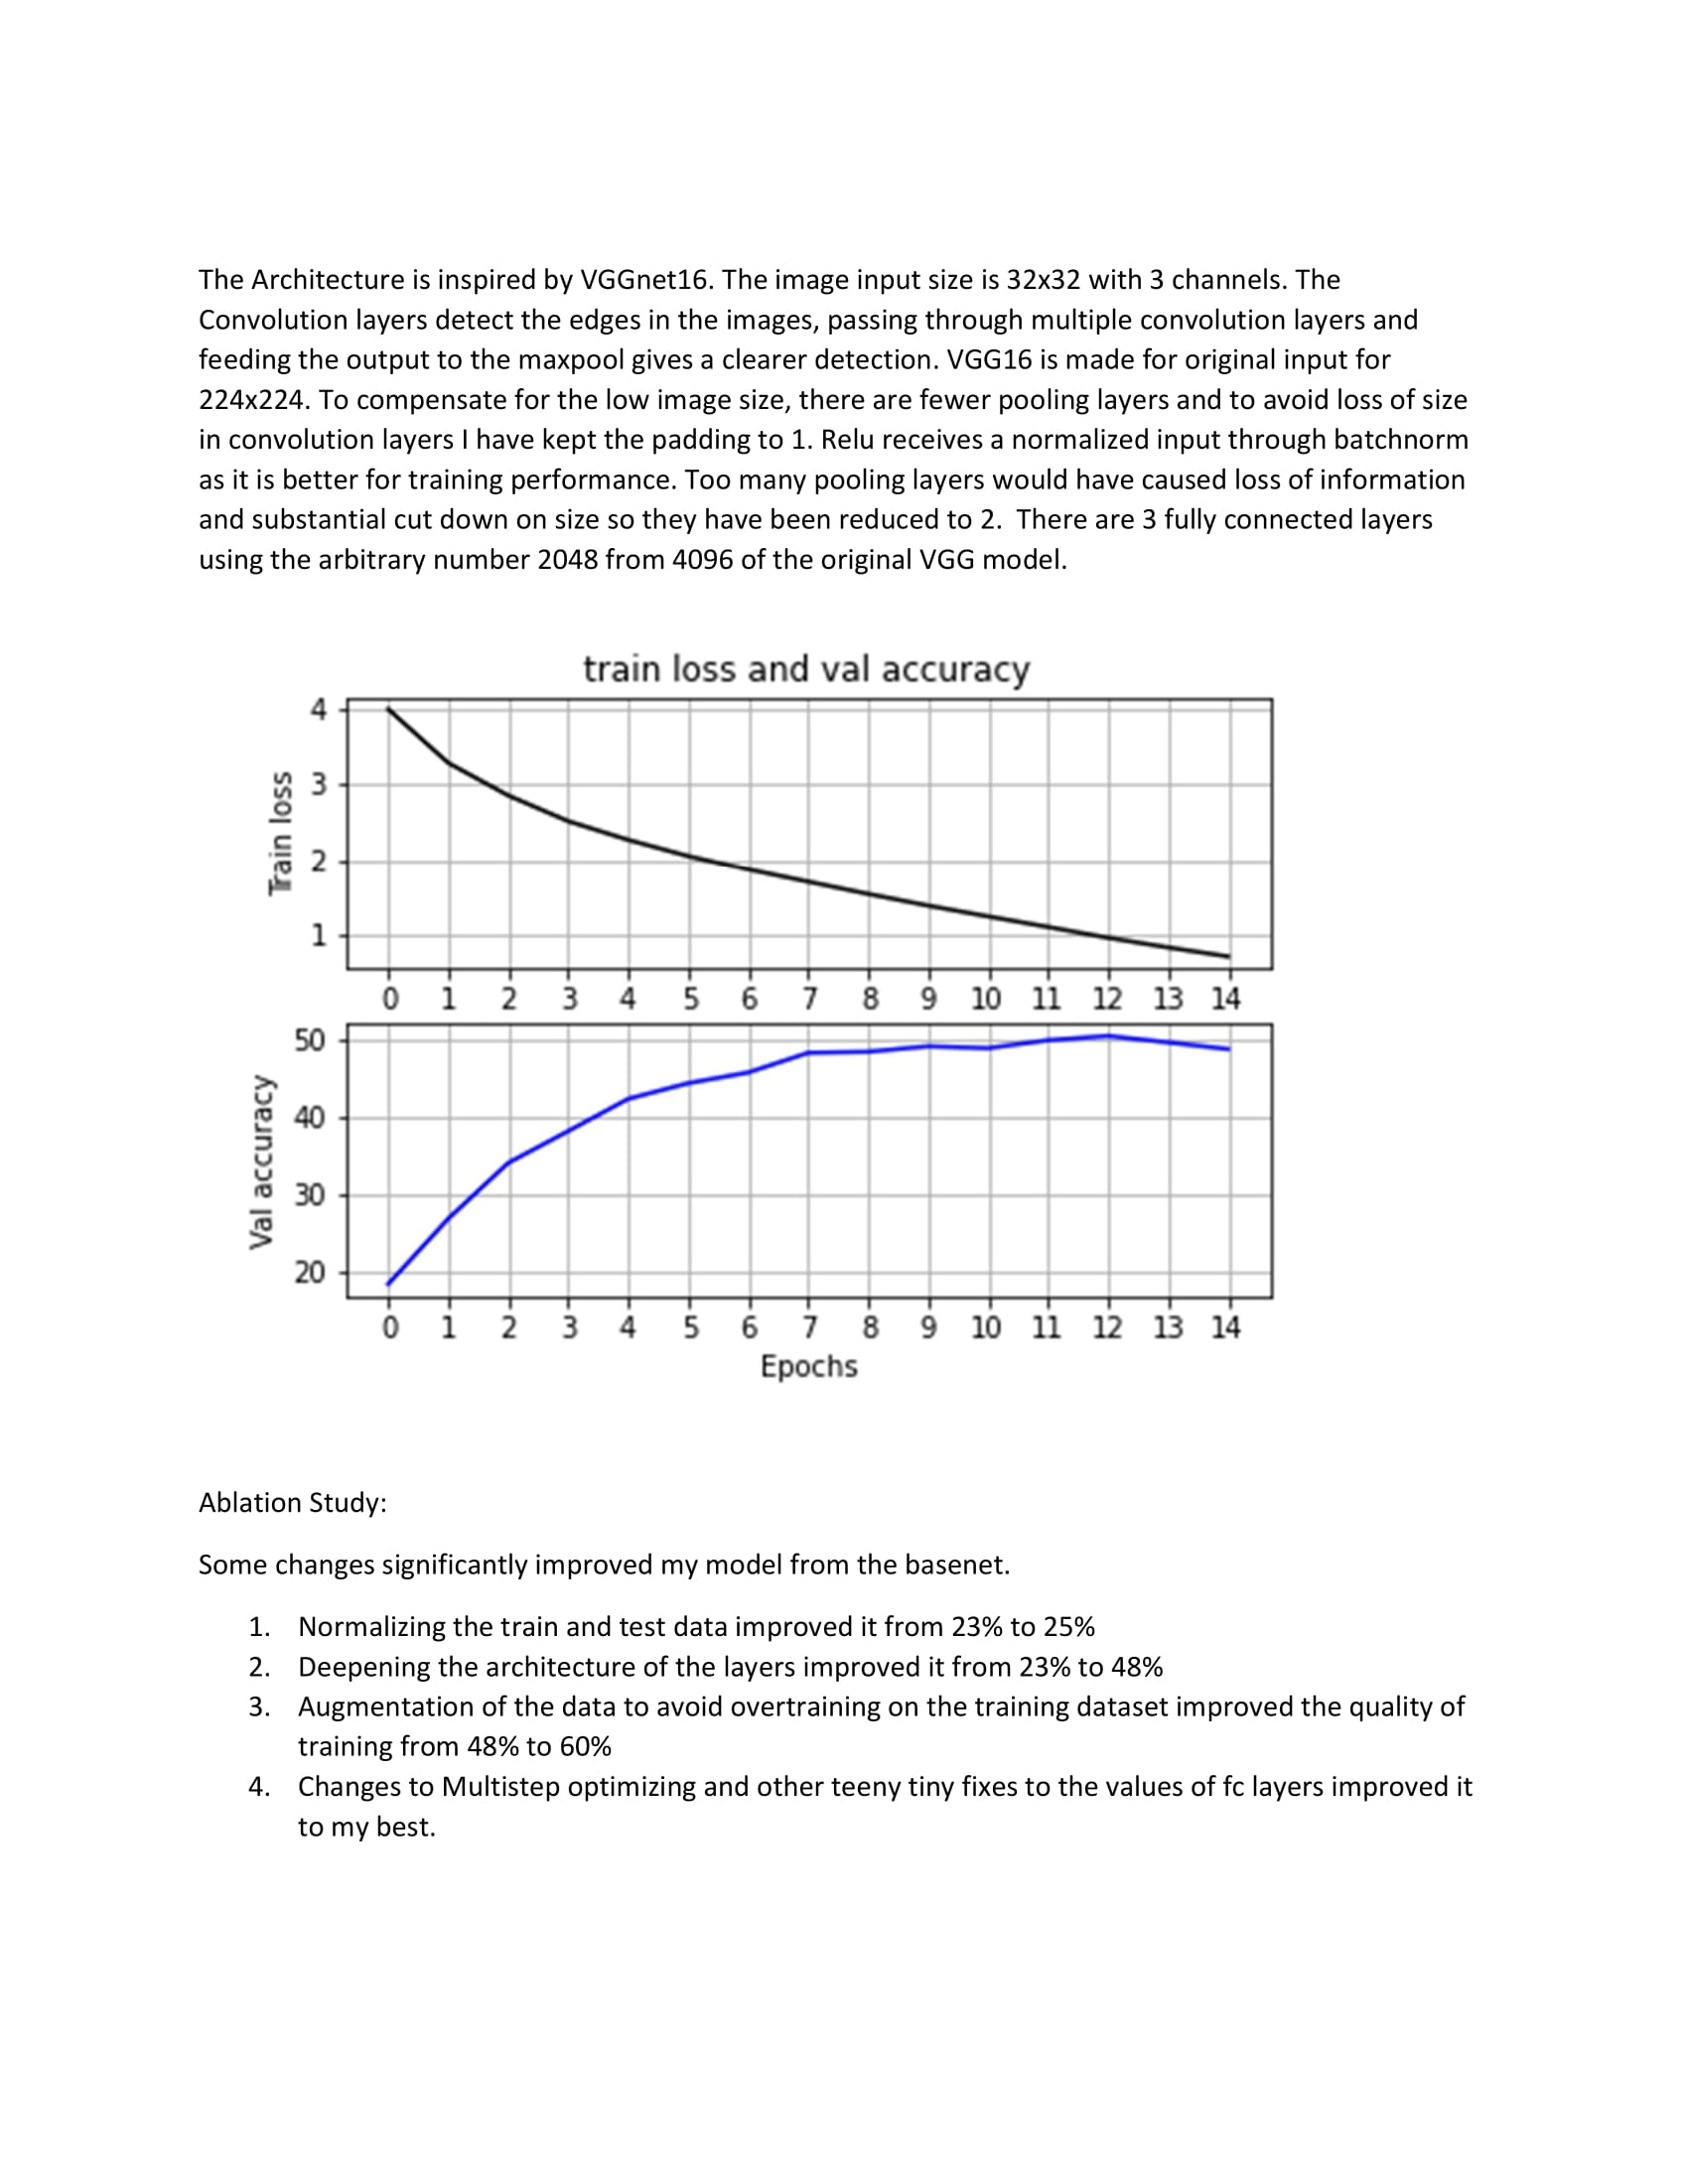 The Architecture is inspired by VGGnet16. The image input size is 32x32 with 3 channels. The
Convolution layers detect the edges in the images, passing through multiple convolution layers and
feeding the output to the maxpool gives a clearer detection. VGG16 is made for original input for
224x224. To compensate for the low image size, there are fewer pooling layers and to avoid loss of size
in convolution layers I have kept the padding to 1. Relu receives a normalized input through batchnorm
as it is better for training performance. Too many pooling layers would have caused loss of information
and substantial cut down on size so they have been reduced to 2.  There are 3 fully connected layers
using the arbitrary number 2048 from 4096 of the original VGG model.
train loss and val accuracy
Train loss
4
3
2
1
0 1 2 3 4 5 6 7 8 9 10 11 12 13 14
Val accuracy
50
40
30
20
0 1 2 3 4 5 6 7 8 9 10 11 12 13 14
Epochs
Ablation Study:
Some changes significantly improved my model from the basenet.
1. Normalizing the train and test data improved it from 23% to 25%
2. Deepening the architecture of the layers improved it from 23% to 48%
3. Augmentation of the data to avoid overtraining on the training dataset improved the quality of
training from 48% to 60%
4. Changes to Multistep optimizing and other teeny tiny fixes to the values of fc layers improved it
to my best.